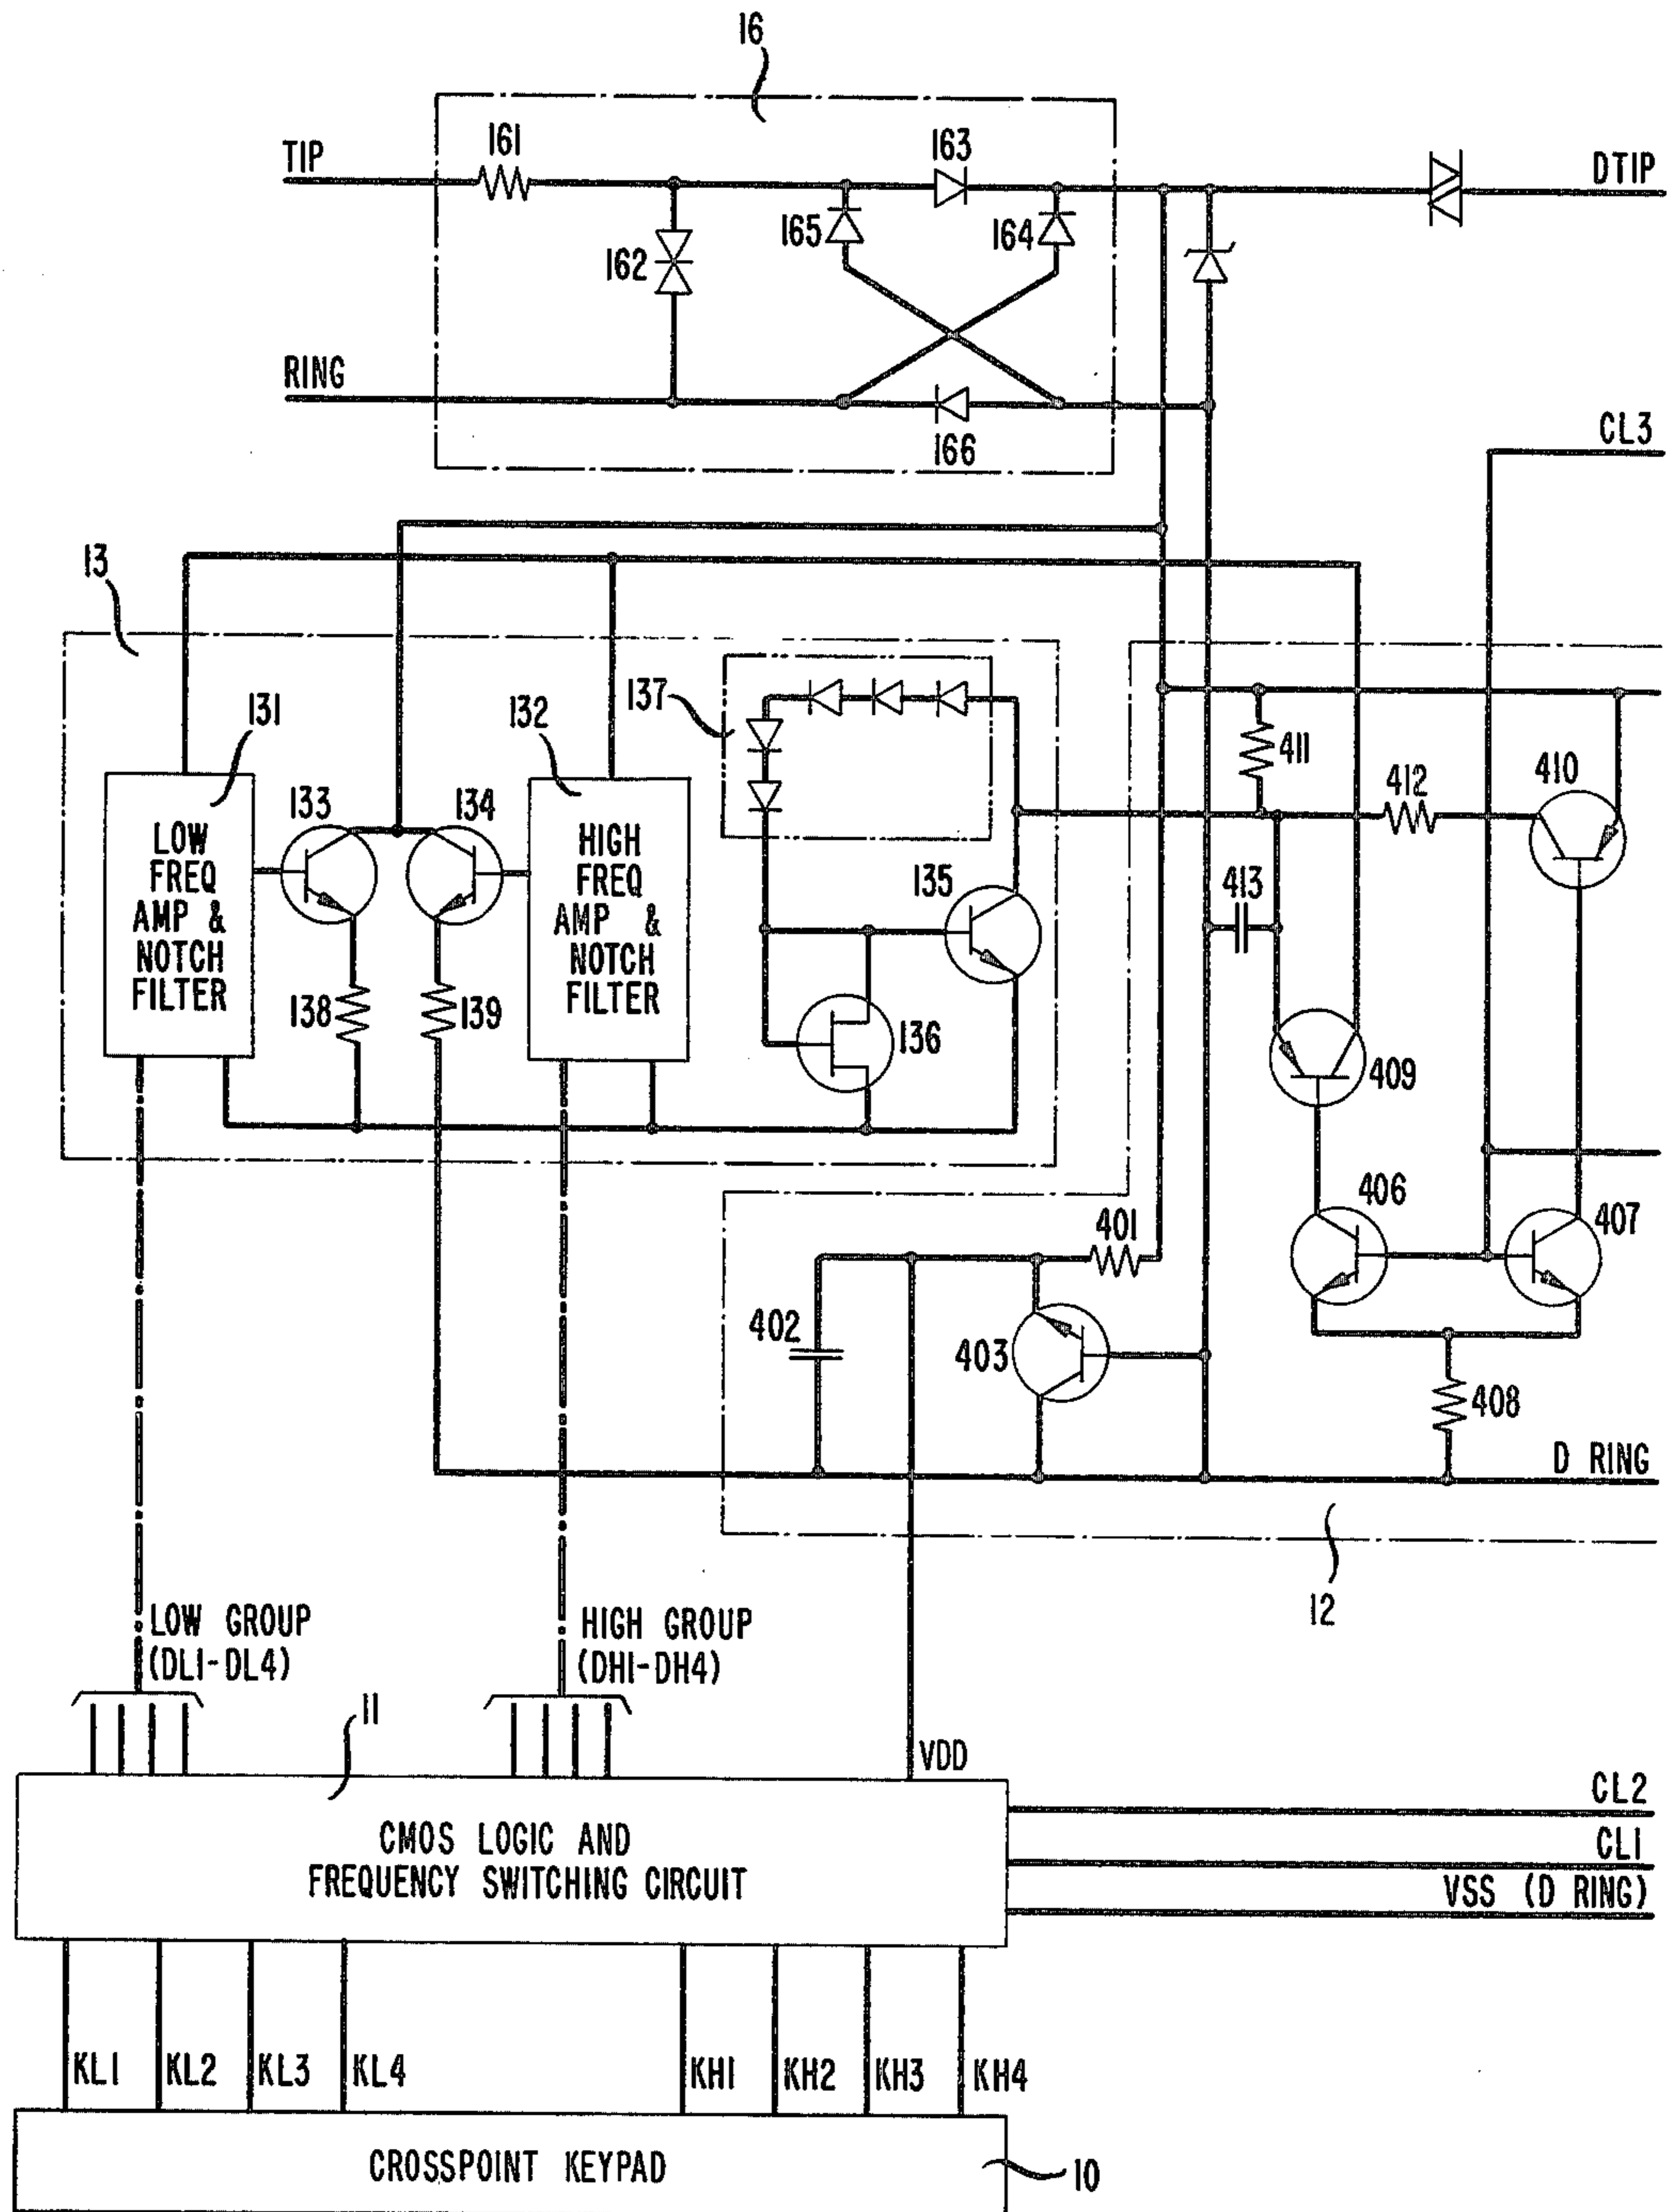 16
TIP
161
163
DTIP
165
164
162
RING
166
CL3
13
137
131
132
133
134
411
410
412
LOW
FREQ
AMP &
NOTCH
FILTER
HIGH
FREQ
AMP &
NOTCH
FILTER
135
413
138
139
136
409
406
407
401
402
403
408
D RING
12
LOW GROUP
(DL1-DL4)
HIGH GROUP
(DH1-DH4)
11
VDD
CL2
CMOS LOGIC AND
FREQUENCY SWITCHING CIRCUIT
CL1
VSS (D RING)
KL1
KL2
KL3
KL4
KH1
KH2
KH3
KH4
CROSSPOINT KEYPAD
10